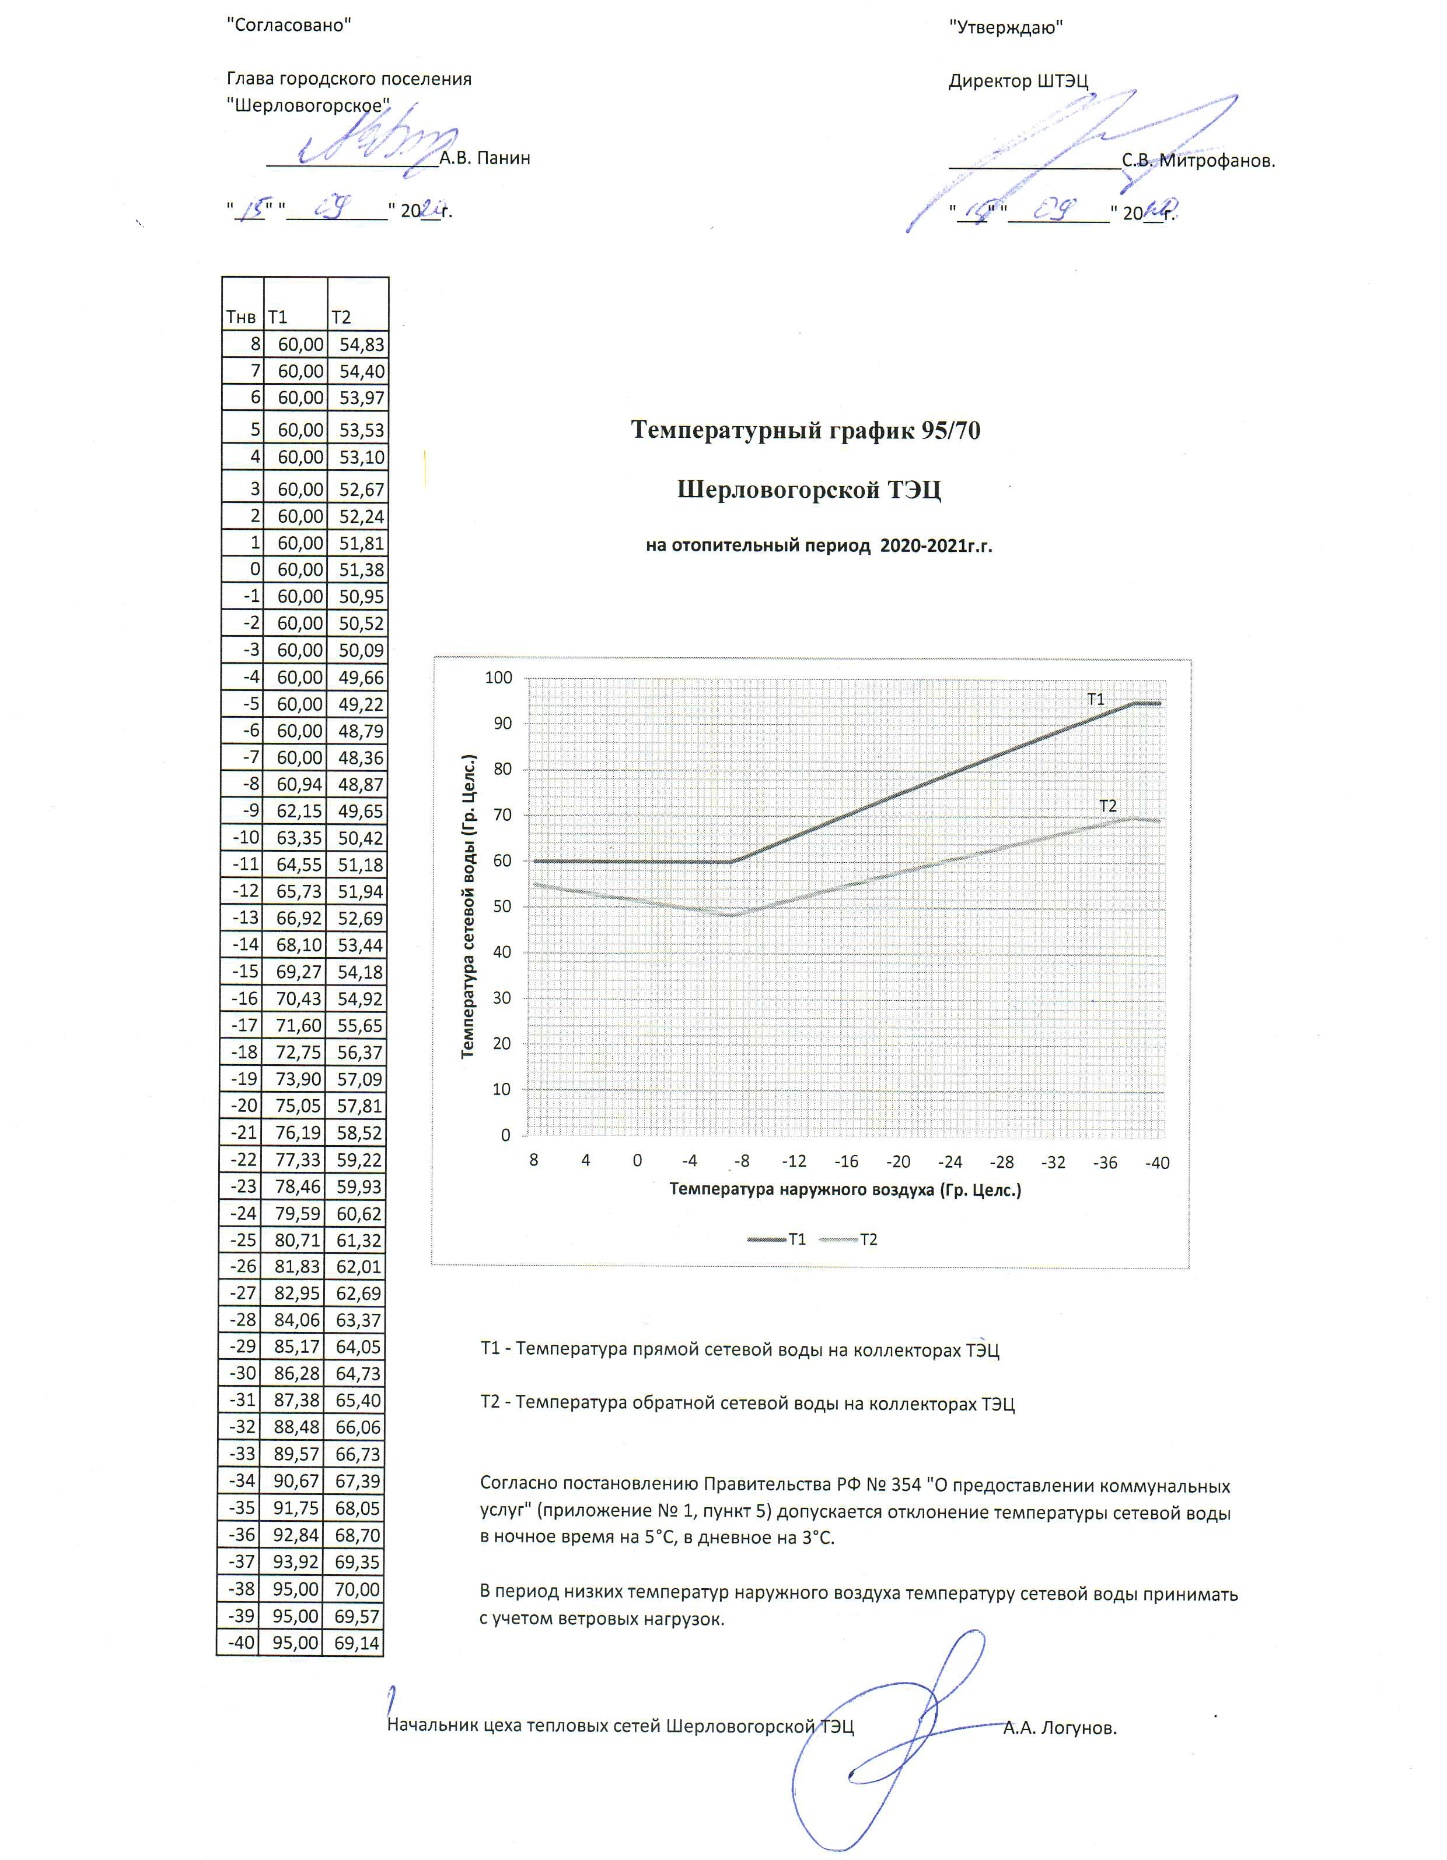 "Согласовано"
"Утверждаю"
Глава городского поселения
"Шерловогорское"
Директор ШТЭЦ
А.В. Панин
С.В. Митрофанов.
"15" "09" 2020г.
"15" "09" 2020г.
Тнв Т1 Т2
8 60,00 54,83
7 60,00 54,40
6 60,00 53,97
5 60,00 53,53
4 60,00 53,10
3 60,00 52,67
2 60,00 52,24
1 60,00 51,81
0 60,00 51,38
-1 60,00 50,95
-2 60,00 50,52
-3 60,00 50,09
-4 60,00 49,66
-5 60,00 49,22
-6 60,00 48,79
-7 60,00 48,36
-8 60,94 48,87
-9 62,15 49,65
-10 63,35 50,42
-11 64,55 51,18
-12 65,73 51,94
-13 66,92 52,69
-14 68,10 53,44
-15 69,27 54,18
-16 70,43 54,92
-17 71,60 55,65
-18 72,75 56,37
-19 73,90 57,09
-20 75,05 57,81
-21 76,19 58,52
-22 77,33 59,22
-23 78,46 59,93
-24 79,59 60,62
-25 80,71 61,32
-26 81,83 62,01
-27 82,95 62,69
-28 84,06 63,37
-29 85,17 64,05
-30 86,28 64,73
-31 87,38 65,40
-32 88,48 66,06
-33 89,57 66,73
-34 90,67 67,39
-35 91,75 68,05
-36 92,84 68,70
-37 93,92 69,35
-38 95,00 70,00
-39 95,00 69,57
-40 95,00 69,14
Температурный график 95/70
Шерловогорской ТЭЦ
на отопительный период 2020-2021г.г.
Температура сетевой воды (Гр. Целс.)
100
90
80
70
60
50
40
30
20
10
0
Т1
Т2
8 4 0 -4 -8 -12 -16 -20 -24 -28 -32 -36 -40
Температура наружного воздуха (Гр. Целс.)
Т1 Т2
Т1 - Температура прямой сетевой воды на коллекторах ТЭЦ
Т2 - Температура обратной сетевой воды на коллекторах ТЭЦ
Согласно постановлению Правительства РФ № 354 "О предоставлении коммунальных
услуг" (приложение № 1, пункт 5) допускается отклонение температуры сетевой воды
в ночное время на 5°С, в дневное на 3°С.
В период низких температур наружного воздуха температуру сетевой воды принимать
с учетом ветровых нагрузок.
Начальник цеха тепловых сетей Шерловогорской ТЭЦ А.А. Логунов.